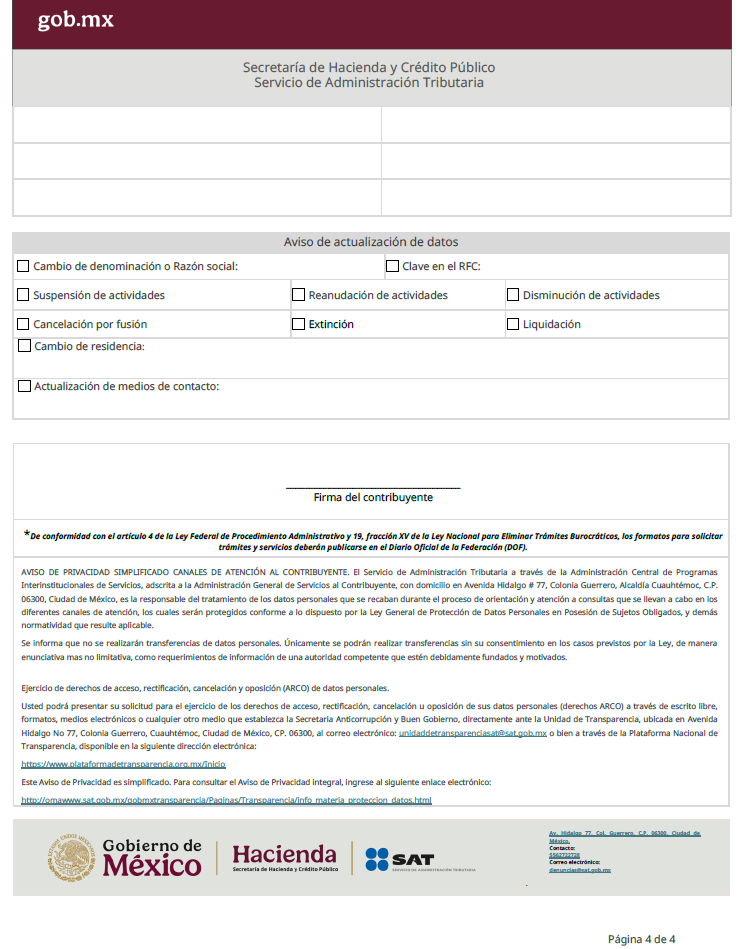 gob.mx
Secretaría de Hacienda y Crédito Público
Servicio de Administración Tributaria
Aviso de actualización de datos
Cambio de denominación o Razón social:
Clave en el RFC:
Suspensión de actividades
Reanudación de actividades
Disminución de actividades
Cancelación por fusión
Extinción
Liquidación
Cambio de residencia:
Actualización de medios de contacto:
Firma del contribuyente
*De conformidad con el artículo 4 de la Ley Federal de Procedimiento Administrativo y 19, fracción XV de la Ley Nacional para Eliminar Trámites Burocráticos, los formatos para solicitar
trámites y servicios deberán publicarse en el Diario Oficial de la Federación (DOF).
AVISO DE PRIVACIDAD SIMPLIFICADO CANALES DE ATENCIÓN AL CONTRIBUYENTE. El Servicio de Administración Tributaria a través de la Administración Central de Programas
Interinstitucionales de Servicios, adscrita a la Administración General de Servicios al Contribuyente, con domicilio en Avenida Hidalgo # 77, Colonia Guerrero, Alcaldía Cuauhtémoc, C.P.
06300, Ciudad de México, es la responsable del tratamiento de los datos personales que se recaban durante el proceso de orientación y atención a consultas que se llevan a cabo en los
diferentes canales de atención, los cuales serán protegidos conforme a lo dispuesto por la Ley General de Protección de Datos Personales en Posesión de Sujetos Obligados, y demás
normatividad que resulte aplicable.
Se informa que no se realizarán transferencias de datos personales. Únicamente se podrán realizar transferencias sin su consentimiento en los casos previstos por la Ley, de manera
enunciativa mas no limitativa, como requerimientos de información de una autoridad competente que estén debidamente fundados y motivados.
Ejercicio de derechos de acceso, rectificación, cancelación y oposición (ARCO) de datos personales.
Usted podrá presentar su solicitud para el ejercicio de los derechos de acceso, rectificación, cancelación u oposición de sus datos personales (derechos ARCO) a través de escrito libre,
formatos, medios electrónicos o cualquier otro medio que establezca la Secretaria Anticorrupción y Buen Gobierno, directamente ante la Unidad de Transparencia, ubicada en Avenida
Hidalgo No 77, Colonia Guerrero, Cuauhtémoc, Ciudad de México, CP. 06300, al correo electrónico: unidaddetransparenciasat@sat.gob.mx o bien a través de la Plataforma Nacional de
Transparencia, disponible en la siguiente dirección electrónica:
https://www.plataformadetransparencia.org.mx/Inicio
Este Aviso de Privacidad es simplificado. Para consultar el Aviso de Privacidad integral, ingrese al siguiente enlace electrónico:
http://omawww.sat.gob.mx/gobmxtransparencia/Paginas/Transparencia/info_materia_proteccion_datos.html
ESTADOS UNIDOS MEXICANOS
Gobierno de
México
Hacienda
Secretaría de Hacienda y Crédito Público
SAT
SERVICIO DE ADMINISTRACIÓN TRIBUTARIA
Av. Hidalgo 77, Col. Guerrero, C.P. 06300, Ciudad de
México.
Contacto:
Correo electrónico:
denuncias@sat.gob.mx
Página 4 de 4